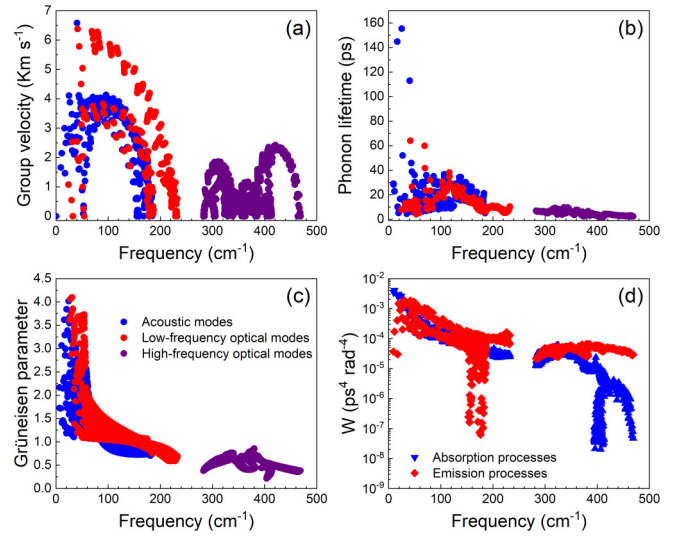 (a)
Group velocity (Km s⁻¹)
7
6
5
4
3
2
1
0
0 100 200 300 400 500
Frequency (cm⁻¹)
(b)
Phonon lifetime (ps)
160
140
120
100
80
60
40
20
0
0 100 200 300 400 500
Frequency (cm⁻¹)
(c)
Grüneisen parameter
4.5
4.0
3.5
3.0
2.5
2.0
1.5
1.0
0.5
0.0
Acoustic modes
Low-frequency optical modes
High-frequency optical modes
0 100 200 300 400 500
Frequency (cm⁻¹)
(d)
W (ps⁴ rad⁻⁴)
10⁻²
10⁻³
10⁻⁴
10⁻⁵
10⁻⁶
10⁻⁷
10⁻⁸
10⁻⁹
Absorption processes
Emission processes
0 100 200 300 400 500
Frequency (cm⁻¹)